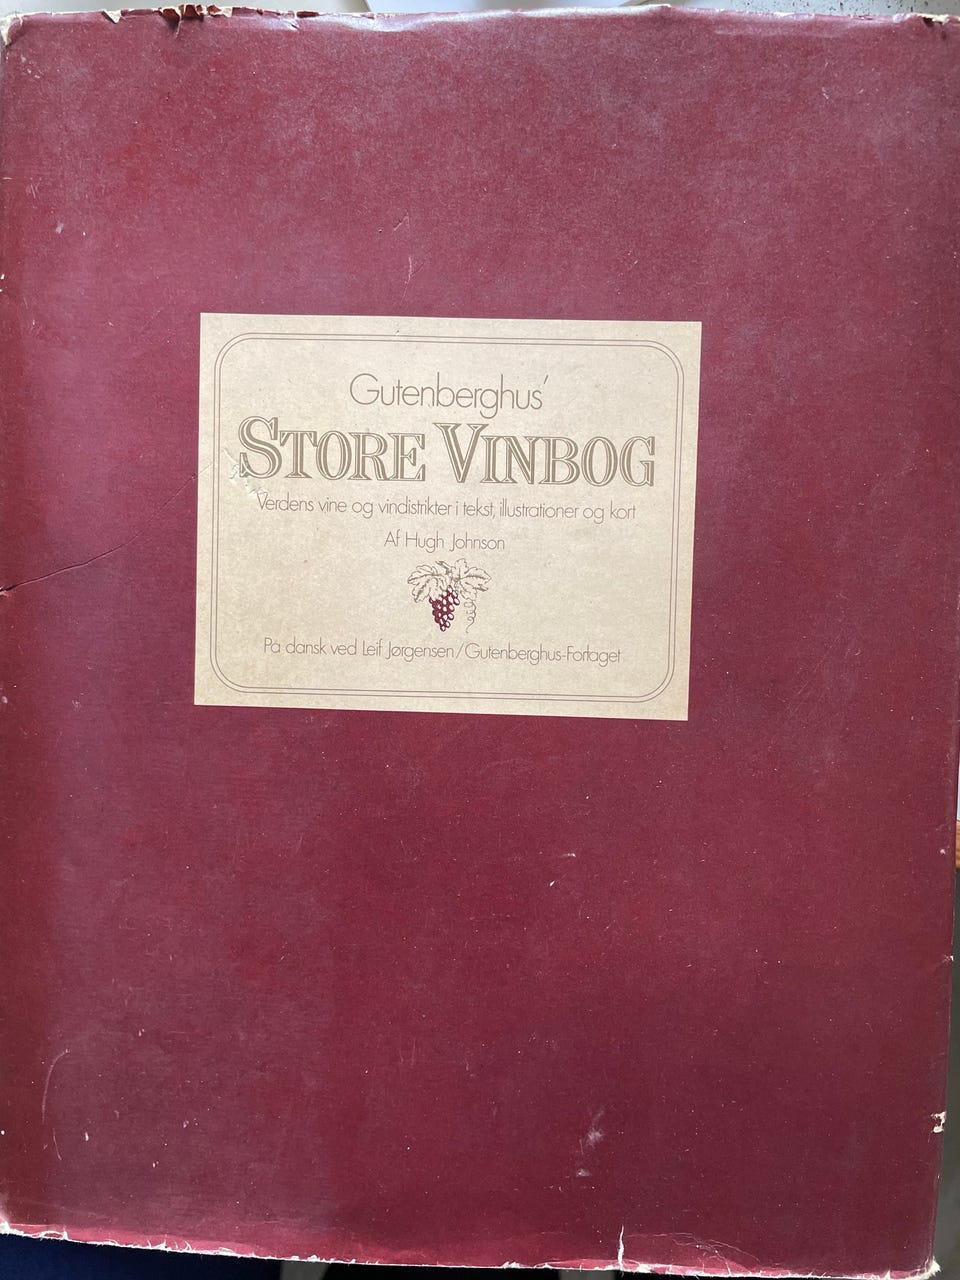 Gutenberghus'
STORE VINBOG
Verdens vine og vindistrikter i tekst, illustrationer og kort
Af Hugh Johnson
På dansk ved Leif Jørgensen/Gutenberghus-Forlaget